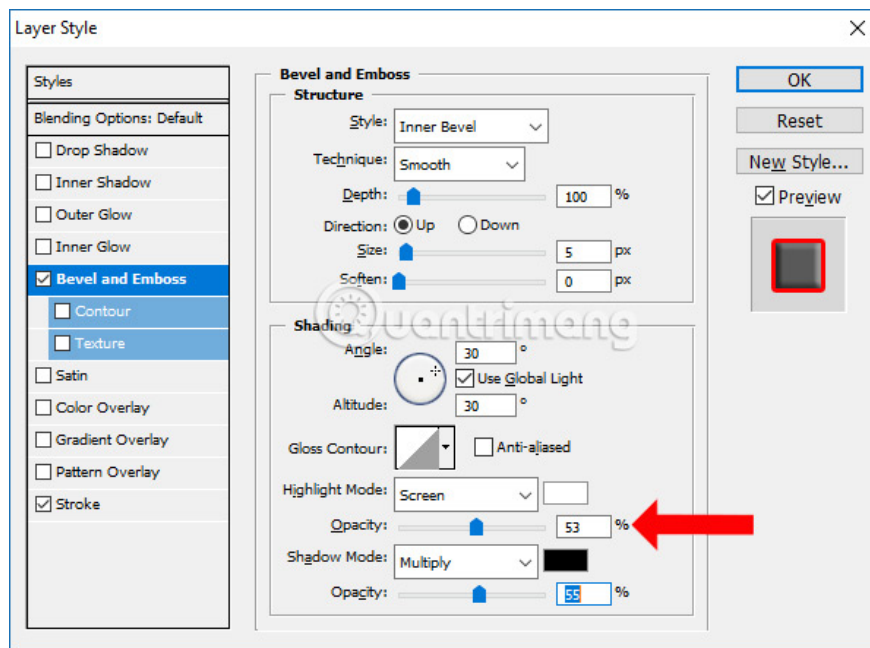 Layer Style
Styles
Blending Options: Default
Drop Shadow
Inner Shadow
Outer Glow
Inner Glow
Bevel and Emboss
Contour
Texture
Satin
Color Overlay
Gradient Overlay
Pattern Overlay
Stroke
Bevel and Emboss
Structure
Style: Inner Bevel
Technique: Smooth
Depth: 100 %
Direction: Up Down
Size: 5 px
Soften: 0 px
Quantrimang
Shading
Angle: 30 °
Use Global Light
Altitude: 30 °
Gloss Contour: Anti-aliased
Highlight Mode: Screen
Opacity: 53 %
Shadow Mode: Multiply
Opacity: 55 %
OK
Reset
New Style...
Preview